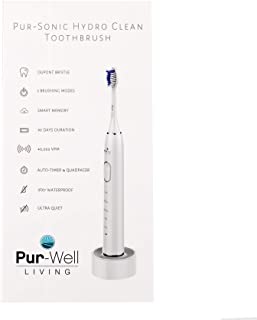 Pur-Sonic Hydro Clean
Toothbrush
DUPONT BRISTLE
5 BRUSHING MODES
SMART MEMORY
30 DAYS DURATION
40,000 VPM
AUTO-TIMER & QUADPACER
IPX7 WATERPROOF
ULTRA QUIET
Pur-Well
LIVING